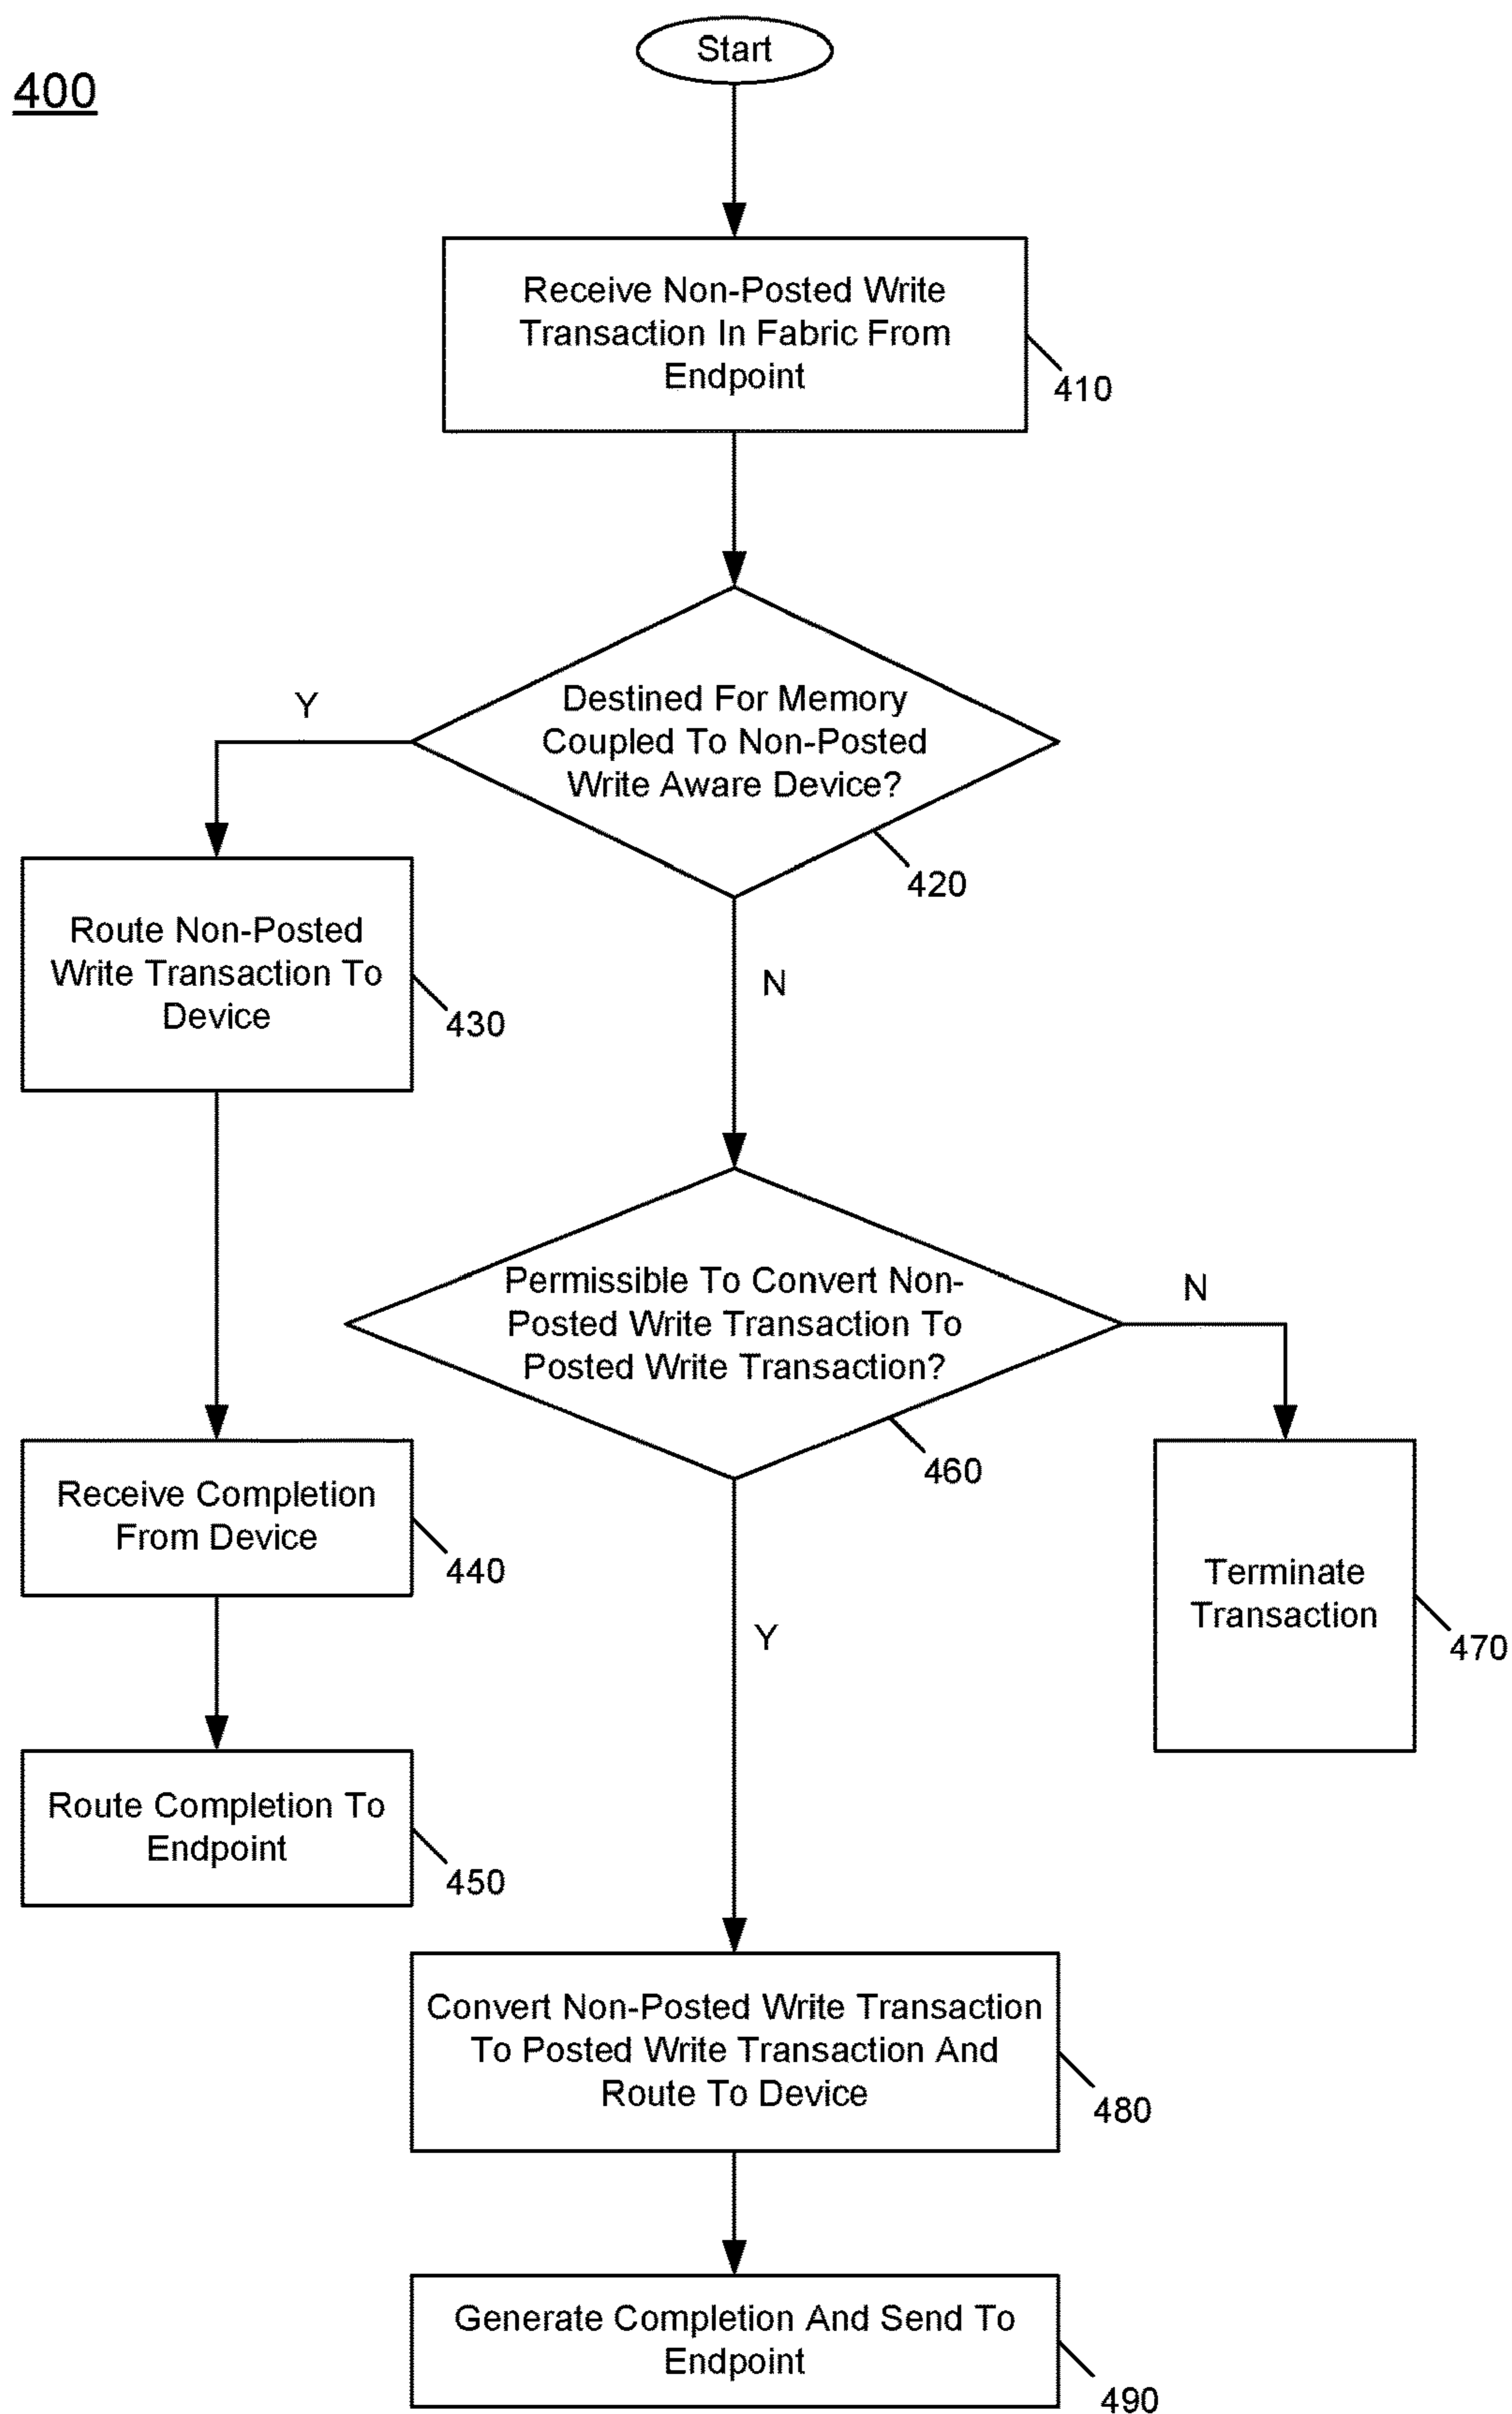 Start
400
Receive Non-Posted Write
Transaction In Fabric From
Endpoint
410
Destined For Memory
Coupled To Non-Posted
Write Aware Device?
420
Y
N
Route Non-Posted
Write Transaction To
Device
430
Permissible To Convert Non-
Posted Write Transaction To
Posted Write Transaction?
460
N
Y
Receive Completion
From Device
440
Terminate
Transaction
470
Route Completion To
Endpoint
450
Convert Non-Posted Write Transaction
To Posted Write Transaction And
Route To Device
480
Generate Completion And Send To
Endpoint
490